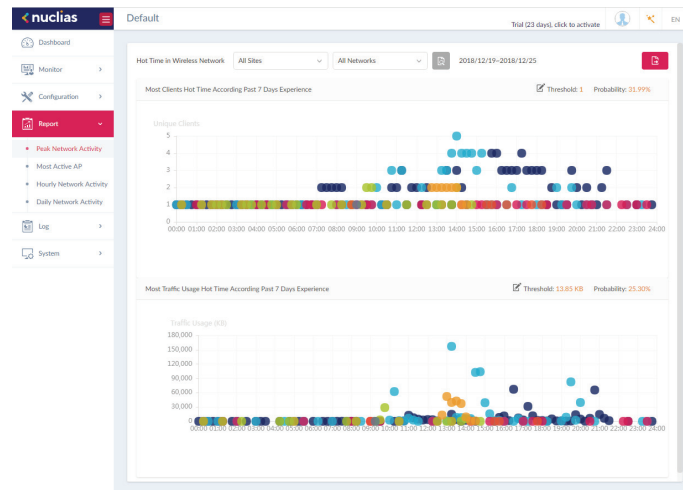 nuclias
Default
Trial (23 days), click to activate
EN
Dashboard
Monitor
Configuration
Report
Peak Network Activity
Most Active AP
Hourly Network Activity
Daily Network Activity
Log
System
Hot Time in Wireless Network
All Sites
All Networks
2018/12/19~2018/12/25
Most Clients Hot Time According Past 7 Days Experience
Threshold: 1 Probability: 31.99%
Unique Clients
5
4
3
2
1
0
00:00 01:00 02:00 03:00 04:00 05:00 06:00 07:00 08:00 09:00 10:00 11:00 12:00 13:00 14:00 15:00 16:00 17:00 18:00 19:00 20:00 21:00 22:00 23:00 24:00
Most Traffic Usage Hot Time According Past 7 Days Experience
Threshold: 13.85 KB Probability: 25.30%
Traffic Usage (KB)
180,000
150,000
120,000
90,000
60,000
30,000
0
00:00 01:00 02:00 03:00 04:00 05:00 06:00 07:00 08:00 09:00 10:00 11:00 12:00 13:00 14:00 15:00 16:00 17:00 18:00 19:00 20:00 21:00 22:00 23:00 24:00